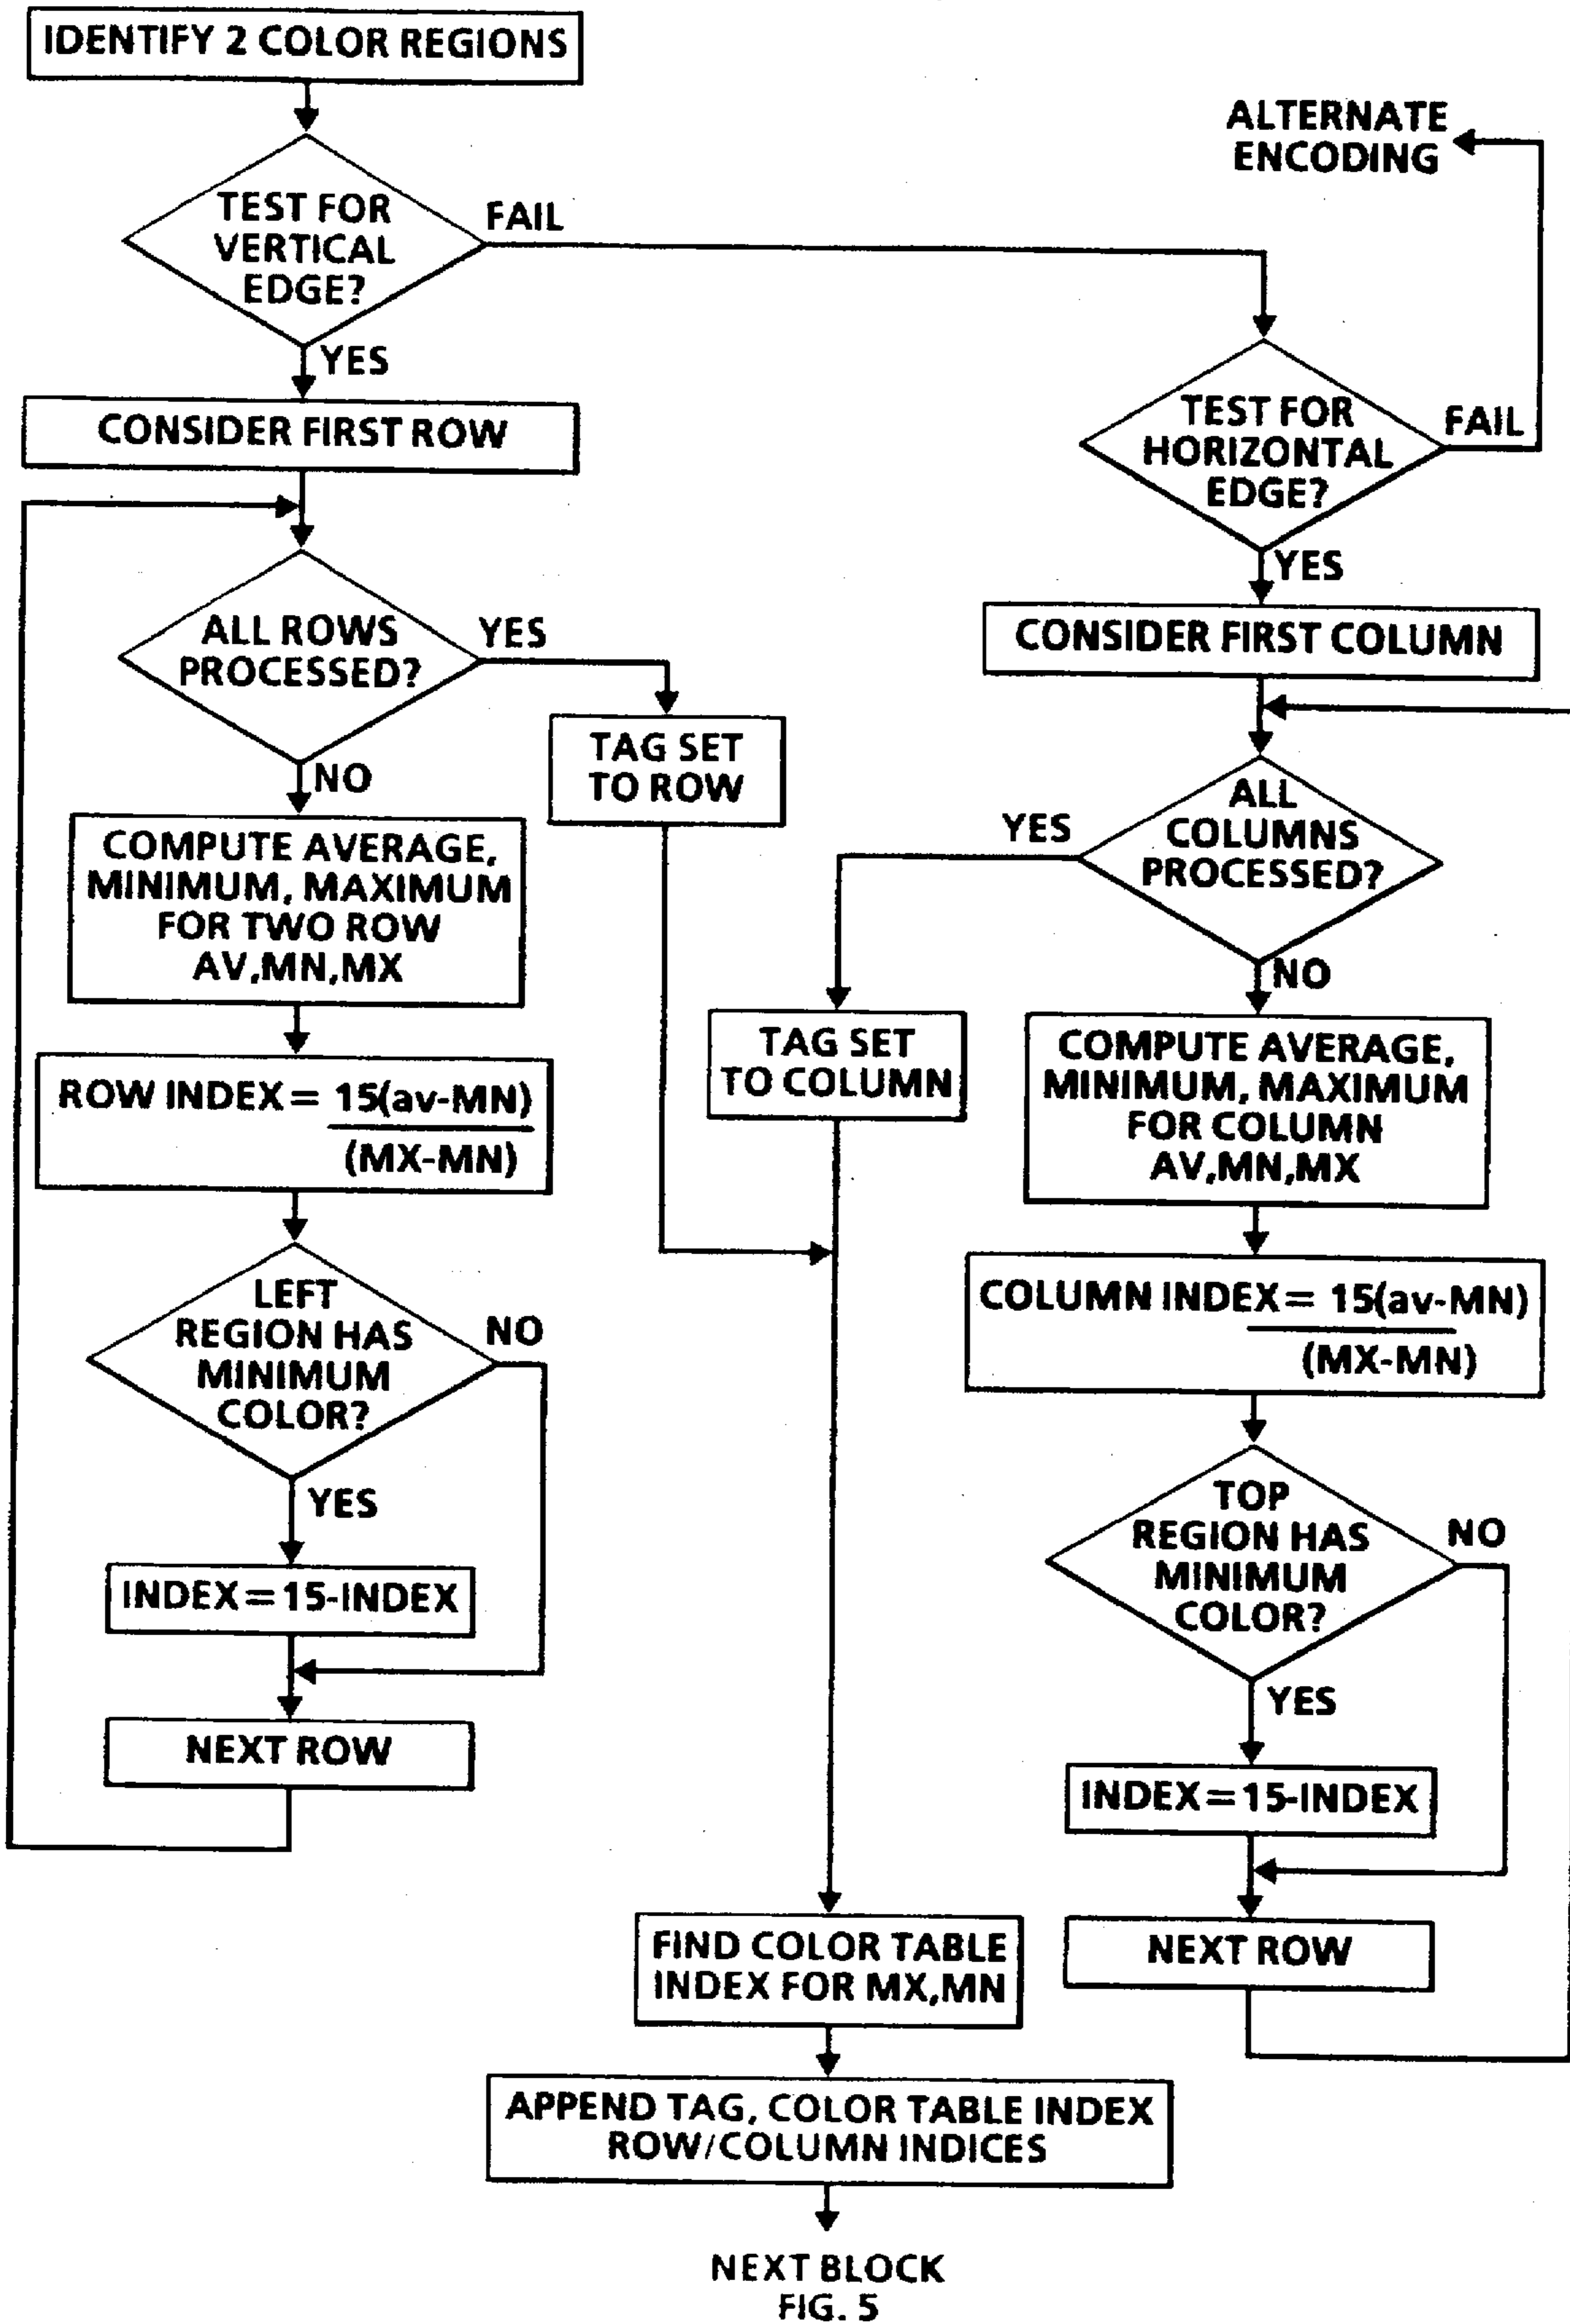 IDENTIFY 2 COLOR REGIONS
TEST FOR
VERTICAL
EDGE?
FAIL
YES
CONSIDER FIRST ROW
ALL ROWS
PROCESSED?
YES
NO
TAG SET
TO ROW
COMPUTE AVERAGE,
MINIMUM, MAXIMUM
FOR TWO ROW
AV,MN,MX
ROW INDEX = 15(av-MN)
(MX-MN)
LEFT
REGION HAS
MINIMUM
COLOR?
NO
YES
INDEX=15-INDEX
NEXT ROW
ALTERNATE
ENCODING
TEST FOR
HORIZONTAL
EDGE?
FAIL
YES
CONSIDER FIRST COLUMN
ALL
COLUMNS
PROCESSED?
YES
NO
TAG SET
TO COLUMN
COMPUTE AVERAGE,
MINIMUM, MAXIMUM
FOR COLUMN
AV,MN,MX
COLUMN INDEX = 15(av-MN)
(MX-MN)
TOP
REGION HAS
MINIMUM
COLOR?
NO
YES
INDEX=15-INDEX
NEXT ROW
FIND COLOR TABLE
INDEX FOR MX,MN
APPEND TAG, COLOR TABLE INDEX
ROW/COLUMN INDICES
NEXT BLOCK
FIG. 5